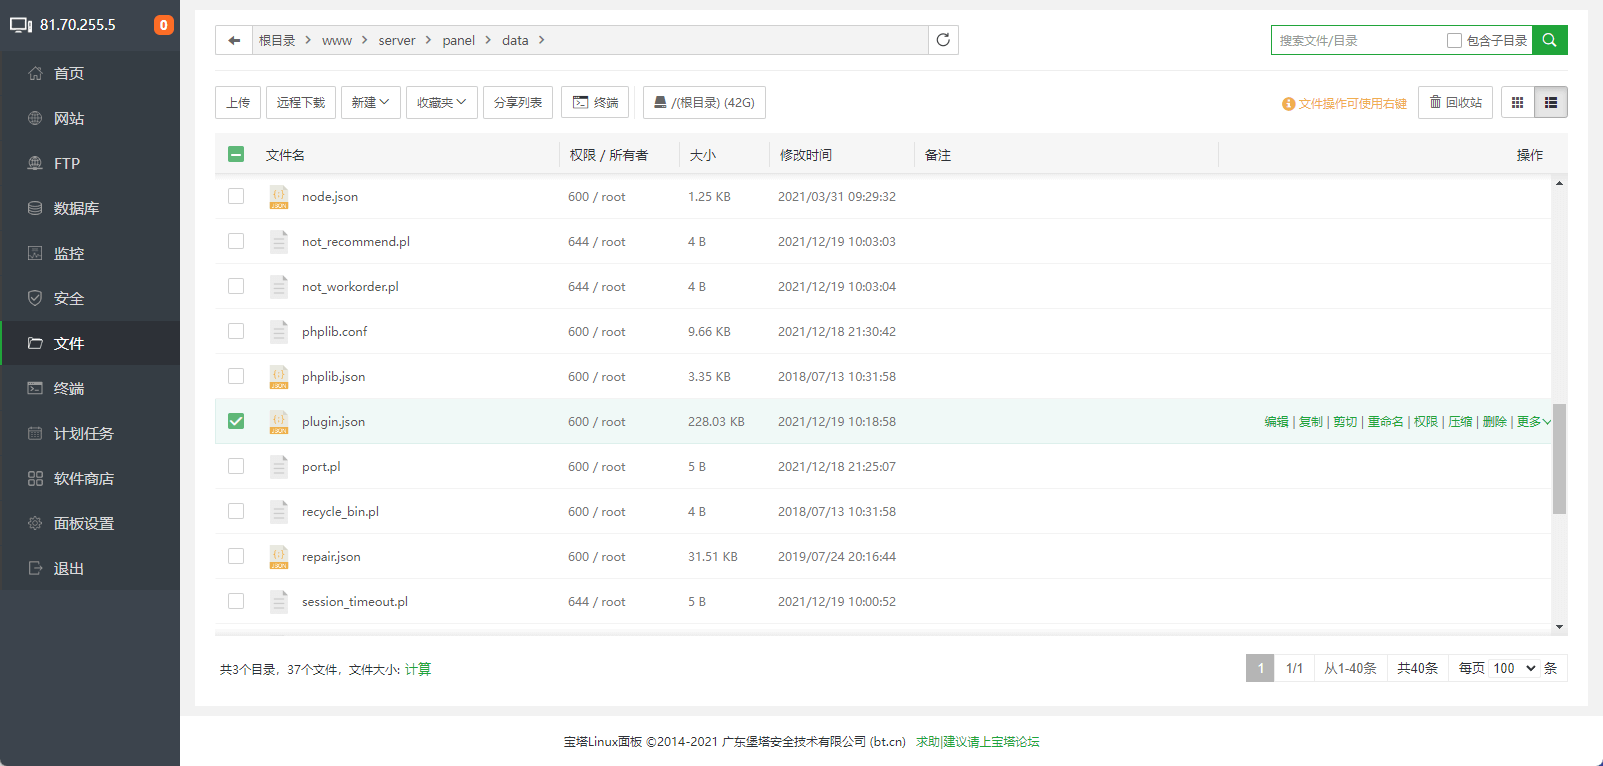 81.70.255.5 0
首页
网站
FTP
数据库
监控
安全
文件
终端
计划任务
软件商店
面板设置
退出
根目录 www server panel data
搜索文件/目录 包含子目录
上传 远程下载 新建 收藏夹 分享列表 终端 /(根目录) (42G) 文件操作可使用右键 回收站
文件名 权限 / 所有者 大小 修改时间 备注 操作
node.json 600 / root 1.25 KB 2021/03/31 09:29:32
not_recommend.pl 644 / root 4 B 2021/12/19 10:03:03
not_workorder.pl 644 / root 4 B 2021/12/19 10:03:04
phplib.conf 600 / root 9.66 KB 2021/12/18 21:30:42
phplib.json 600 / root 3.35 KB 2018/07/13 10:31:58
plugin.json 600 / root 228.03 KB 2021/12/19 10:18:58 编辑 | 复制 | 剪切 | 重命名 | 权限 | 压缩 | 删除 | 更多
port.pl 600 / root 5 B 2021/12/18 21:25:07
recycle_bin.pl 600 / root 4 B 2018/07/13 10:31:58
repair.json 600 / root 31.51 KB 2019/07/24 20:16:44
session_timeout.pl 644 / root 5 B 2021/12/19 10:00:52
共3个目录，37个文件，文件大小: 计算
1 1/1 从1-40条 共40条 每页 100 条
宝塔Linux面板 ©2014-2021 广东堡塔安全技术有限公司 (bt.cn) 求助|建议请上宝塔论坛